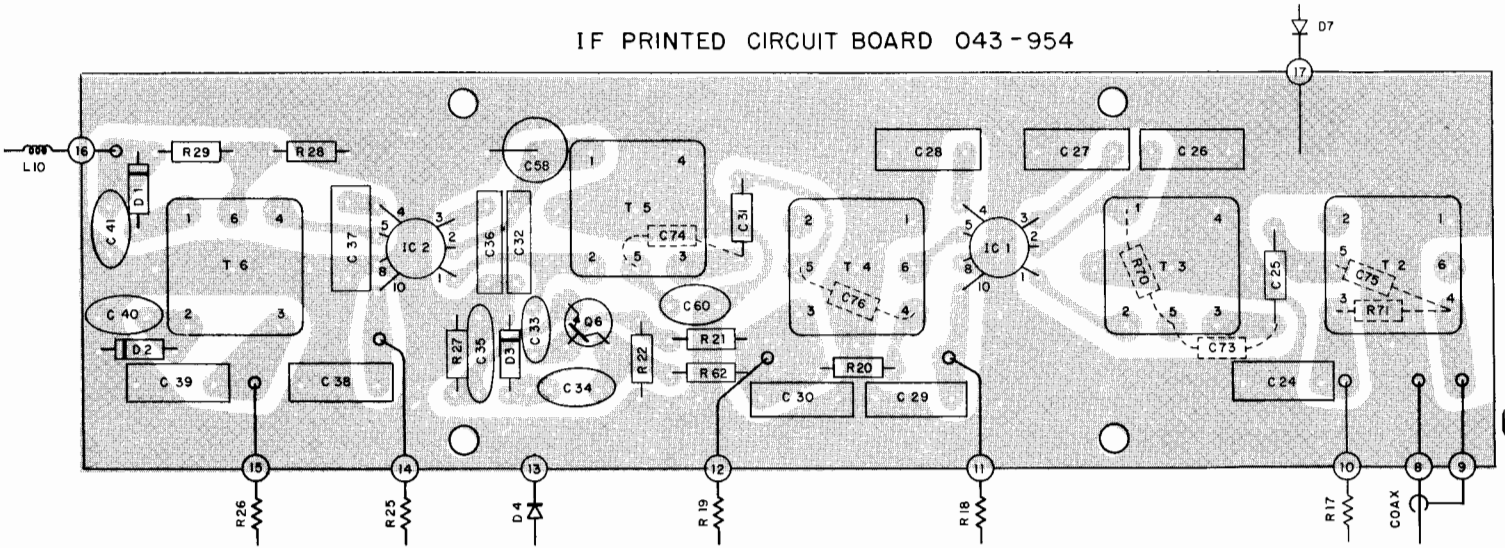 IF PRINTED CIRCUIT BOARD 043-954
D7
17
L10
16
R29
R28
D1
C41
1
6
4
T6
2
3
C40
D2
C39
C38
C37
4
5
8
10
IC2
3
2
1
C36
C32
C58
1
4
T5
C74
2
5
3
C31
R27
C35
D3
C33
Q6
C34
R22
C60
R21
R62
C28
C27
C26
2
1
5
T4
6
C76
3
4
R20
C30
C29
4
5
8
10
IC1
3
2
1
1
4
R70
T3
2
5
3
C73
C25
2
1
5
C75
T2
6
3
R71
4
C24
15
14
13
12
11
10
8
9
R26
R25
D4
R19
R18
R17
COAX